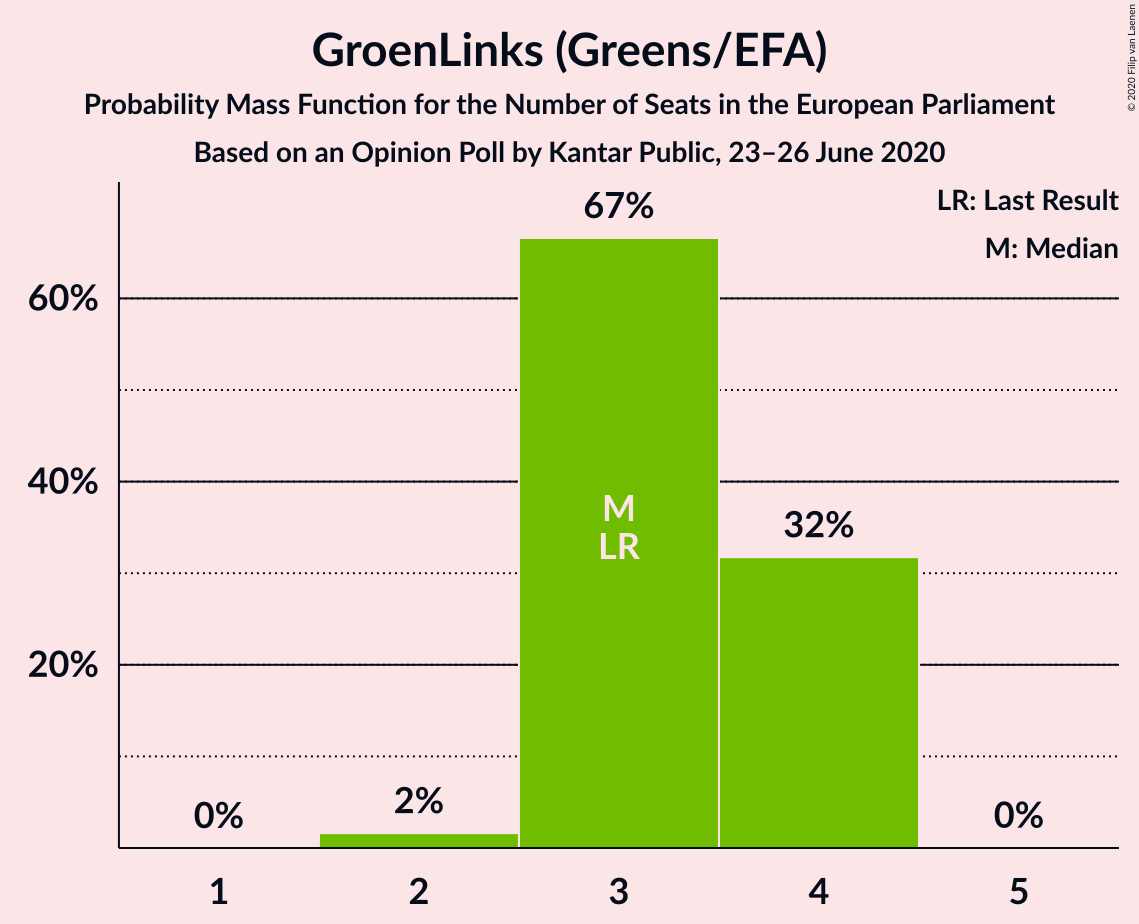 GroenLinks (Greens/EFA)
Probability Mass Function for the Number of Seats in the European Parliament
Based on an Opinion Poll by Kantar Public, 23–26 June 2020
© 2020 Filip van Laenen
LR: Last Result
M: Median
67%
60%
40%
M
LR
32%
20%
0%
2%
0%
1
2
3
4
5